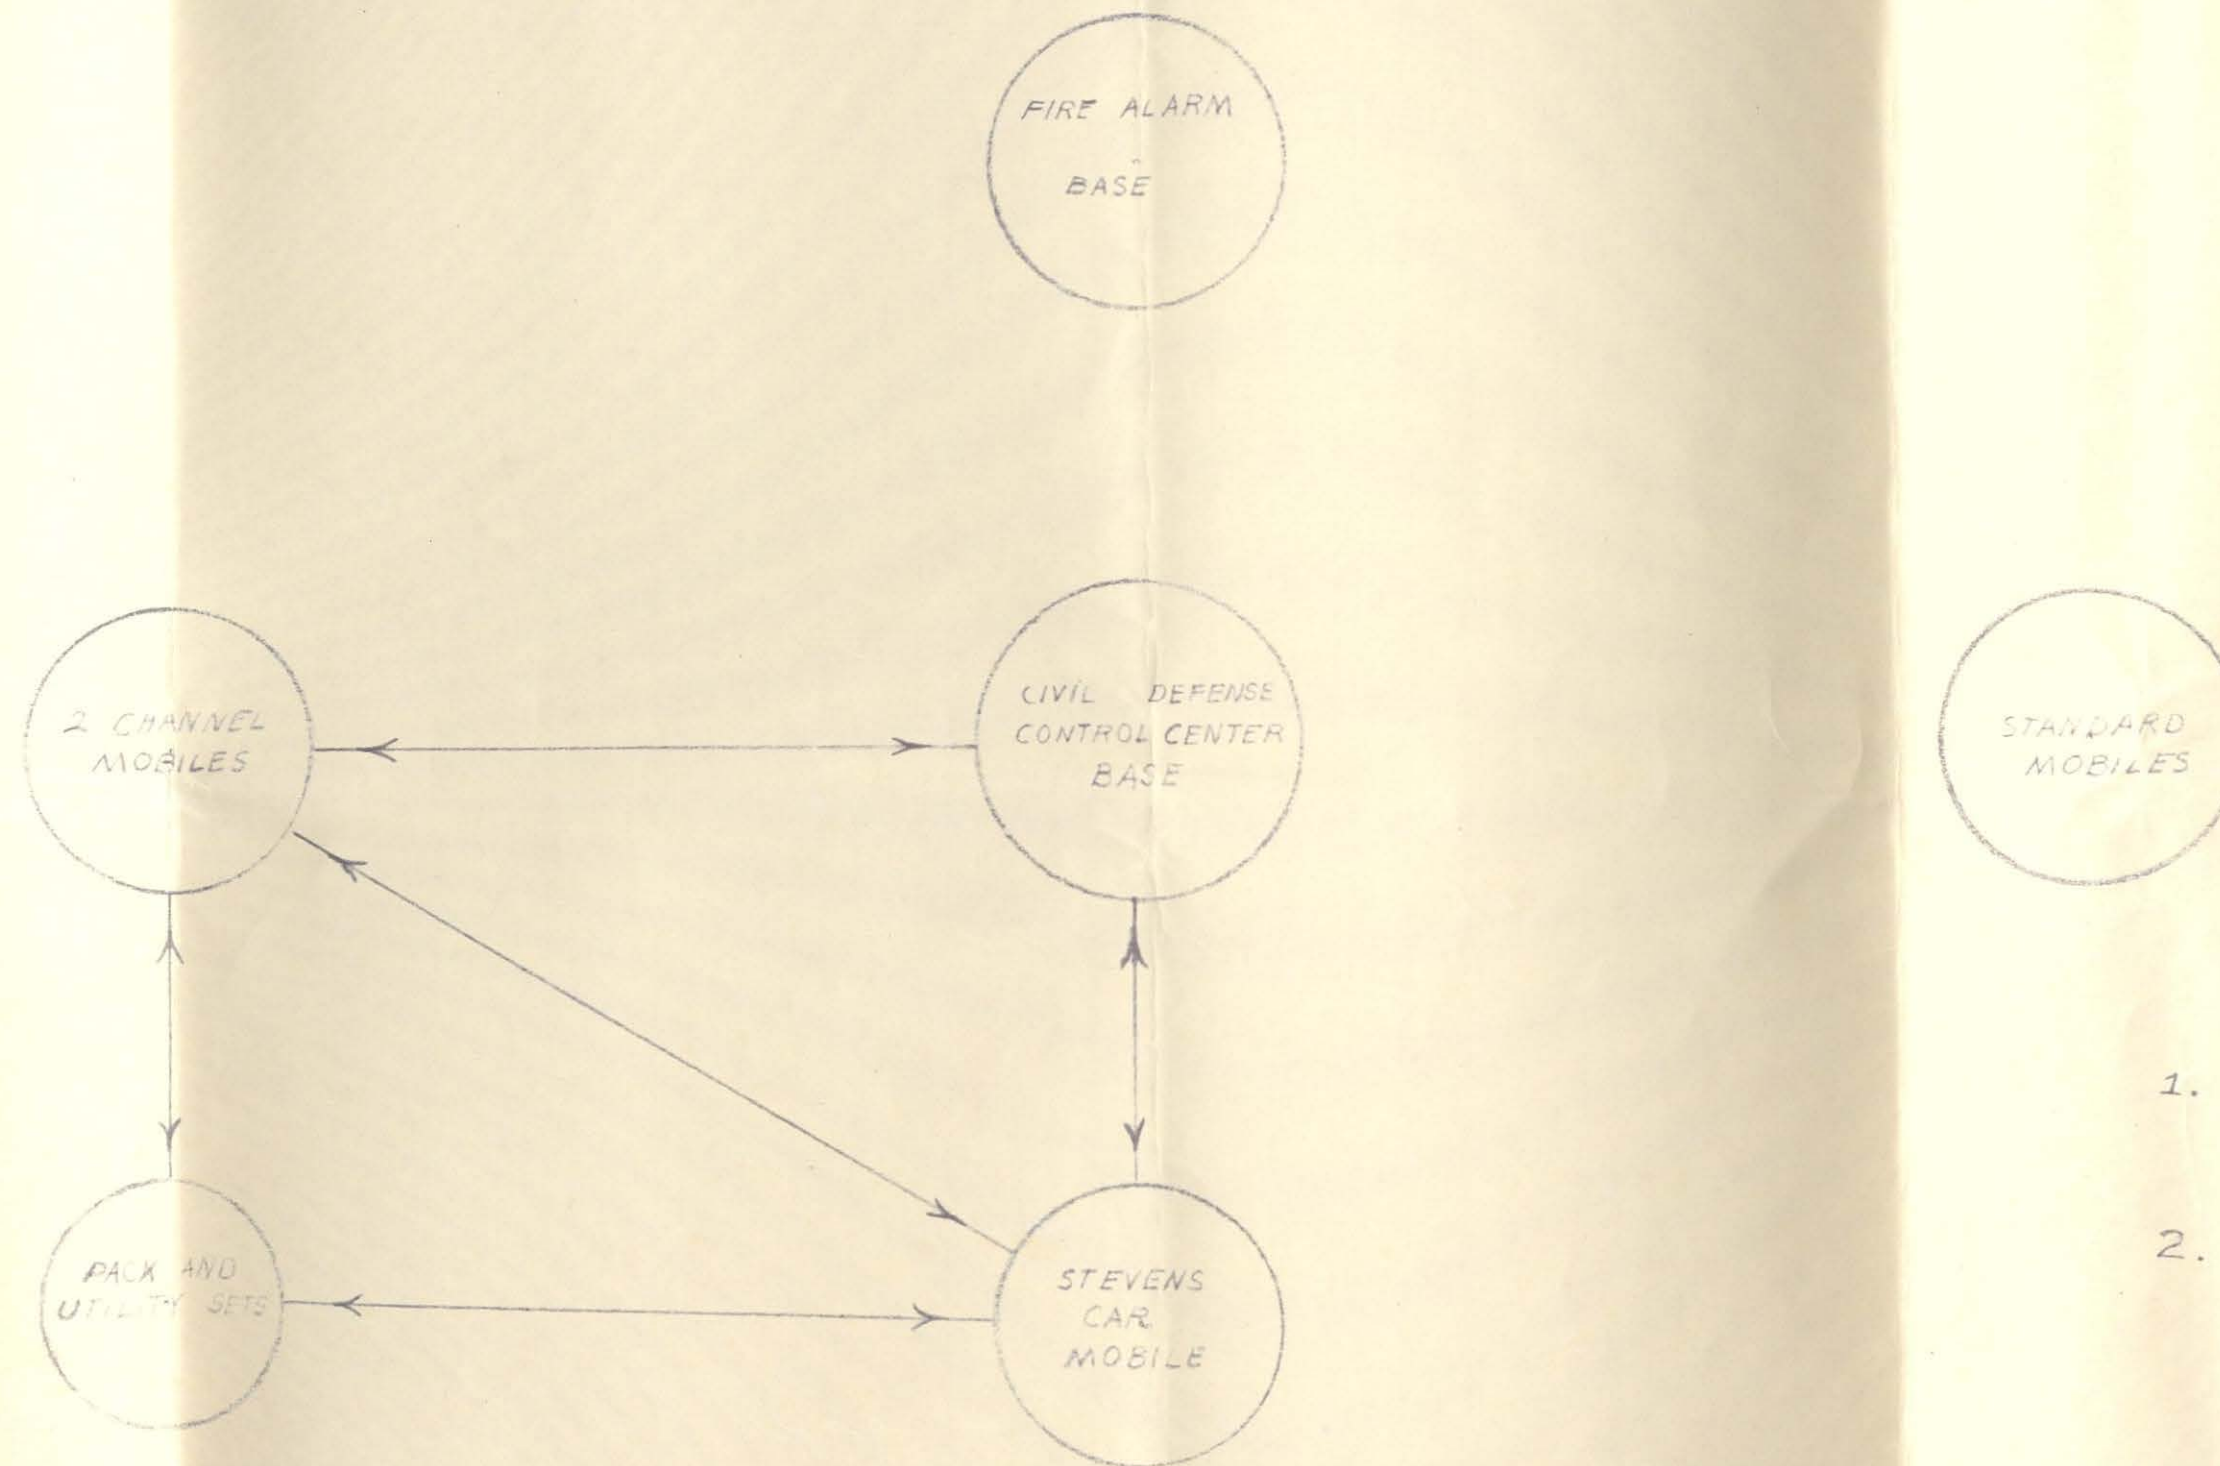 FIRE ALARM
BASE
2 CHANNEL
MOBILES
CIVIL DEFENSE
CONTROL CENTER
BASE
STANDARD
MOBILES
1.
2.
PACK AND
UTILITY SETS
STEVENS
CAR
MOBILE